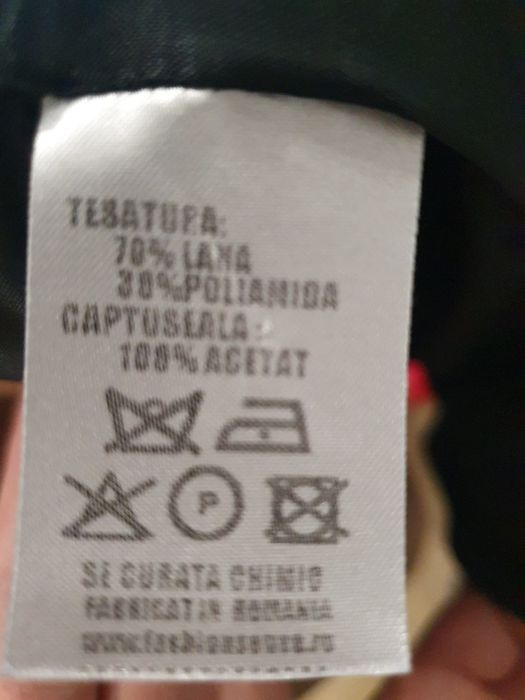 TESATURA:
70% LANA
30%POLIAMIDA
CAPTUSEALA:
100% ACETAT
P
SE CURATA CHIMIC
FABRICAT IN ROMANIA